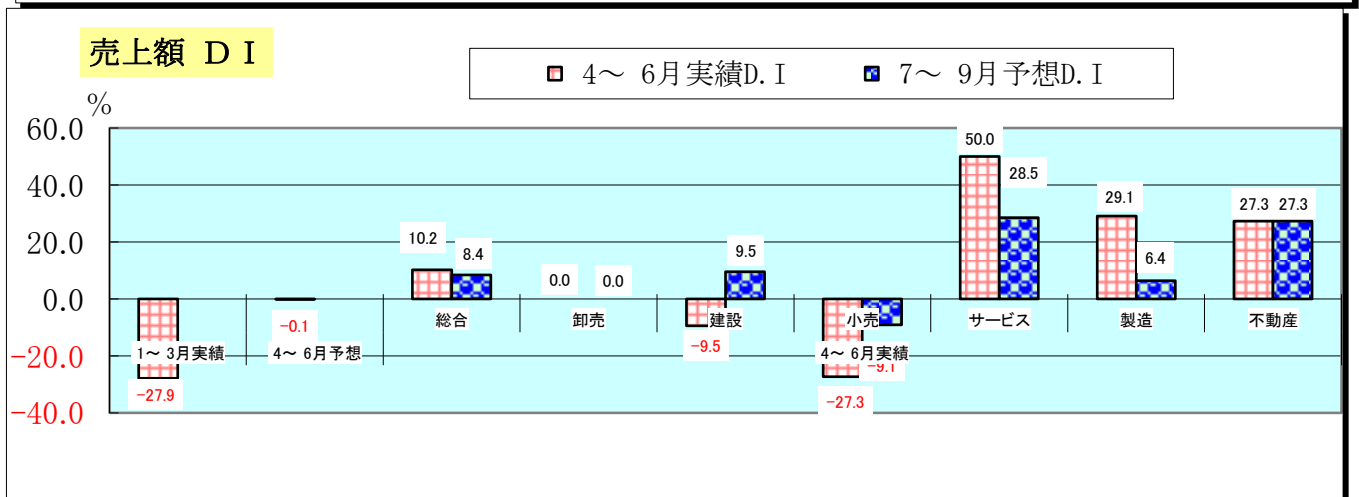 売上額 ＤＩ
4～ 6月実績D.I
7～ 9月予想D.I
%
60.0
40.0
20.0
0.0
-20.0
-40.0
50.0
28.5
29.1
27.3 27.3
10.2
8.4
0.0 0.0
9.5
6.4
総合
卸売
建設
小売
サービス
製造
不動産
-0.1
-9.5
1～ 3月実績
4～ 6月予想
4～ 6月実績
-9.1
-27.9
-27.3